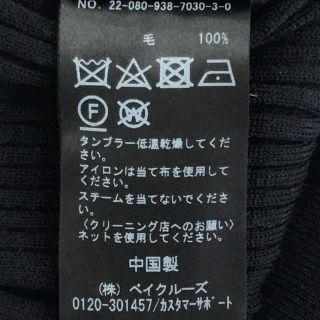 NO. 22-080-938-7030-3-0
毛 100%
F W
タンブラー低温乾燥してくだ
さい。
アイロンは当て布を使用して
ください。
スチームを当てないでくださ
い。
〈クリーニング店へのお願い〉
ネットを使用してください。
中国製
(株) ベイクルーズ
0120-301457/カスタマーサポート